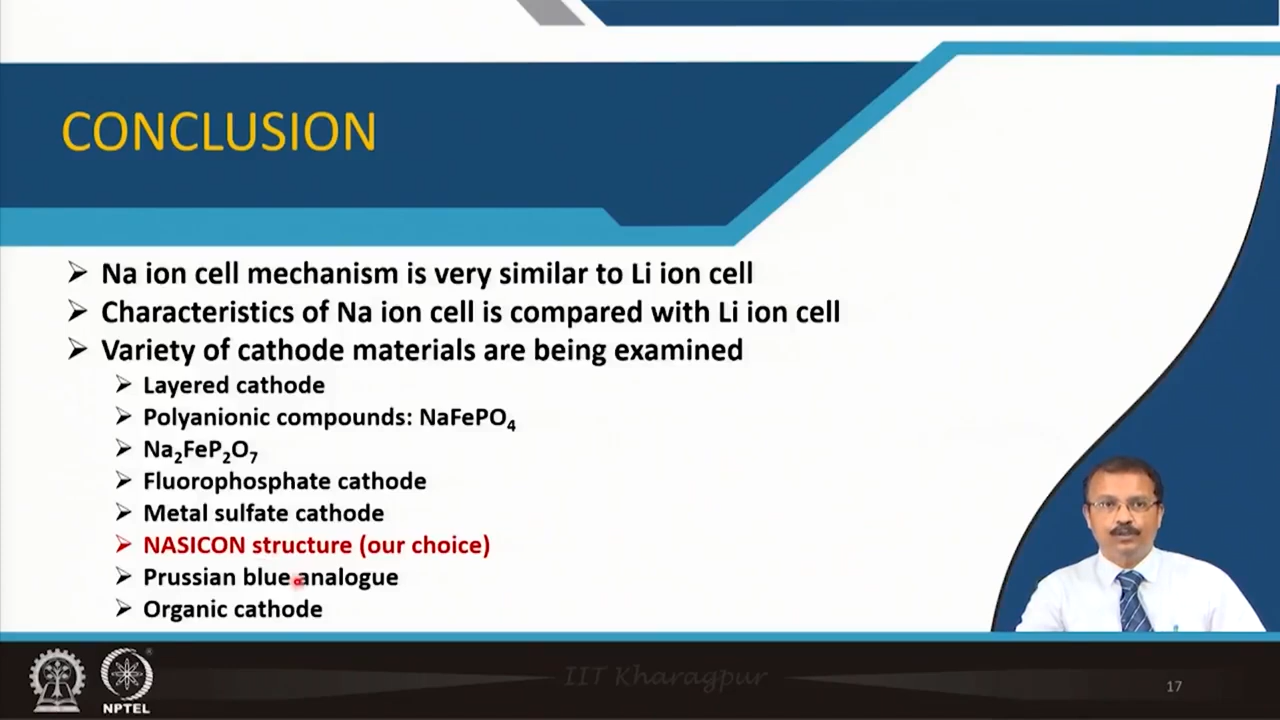 CONCLUSION
➢ Na ion cell mechanism is very similar to Li ion cell
➢ Characteristics of Na ion cell is compared with Li ion cell
➢ Variety of cathode materials are being examined
➢ Layered cathode
➢ Polyanionic compounds: NaFePO₄
➢ Na₂FeP₂O₇
➢ Fluorophosphate cathode
➢ Metal sulfate cathode
➢ NASICON structure (our choice)
➢ Prussian blue analogue
➢ Organic cathode
NPTEL
IIT Kharagpur
17